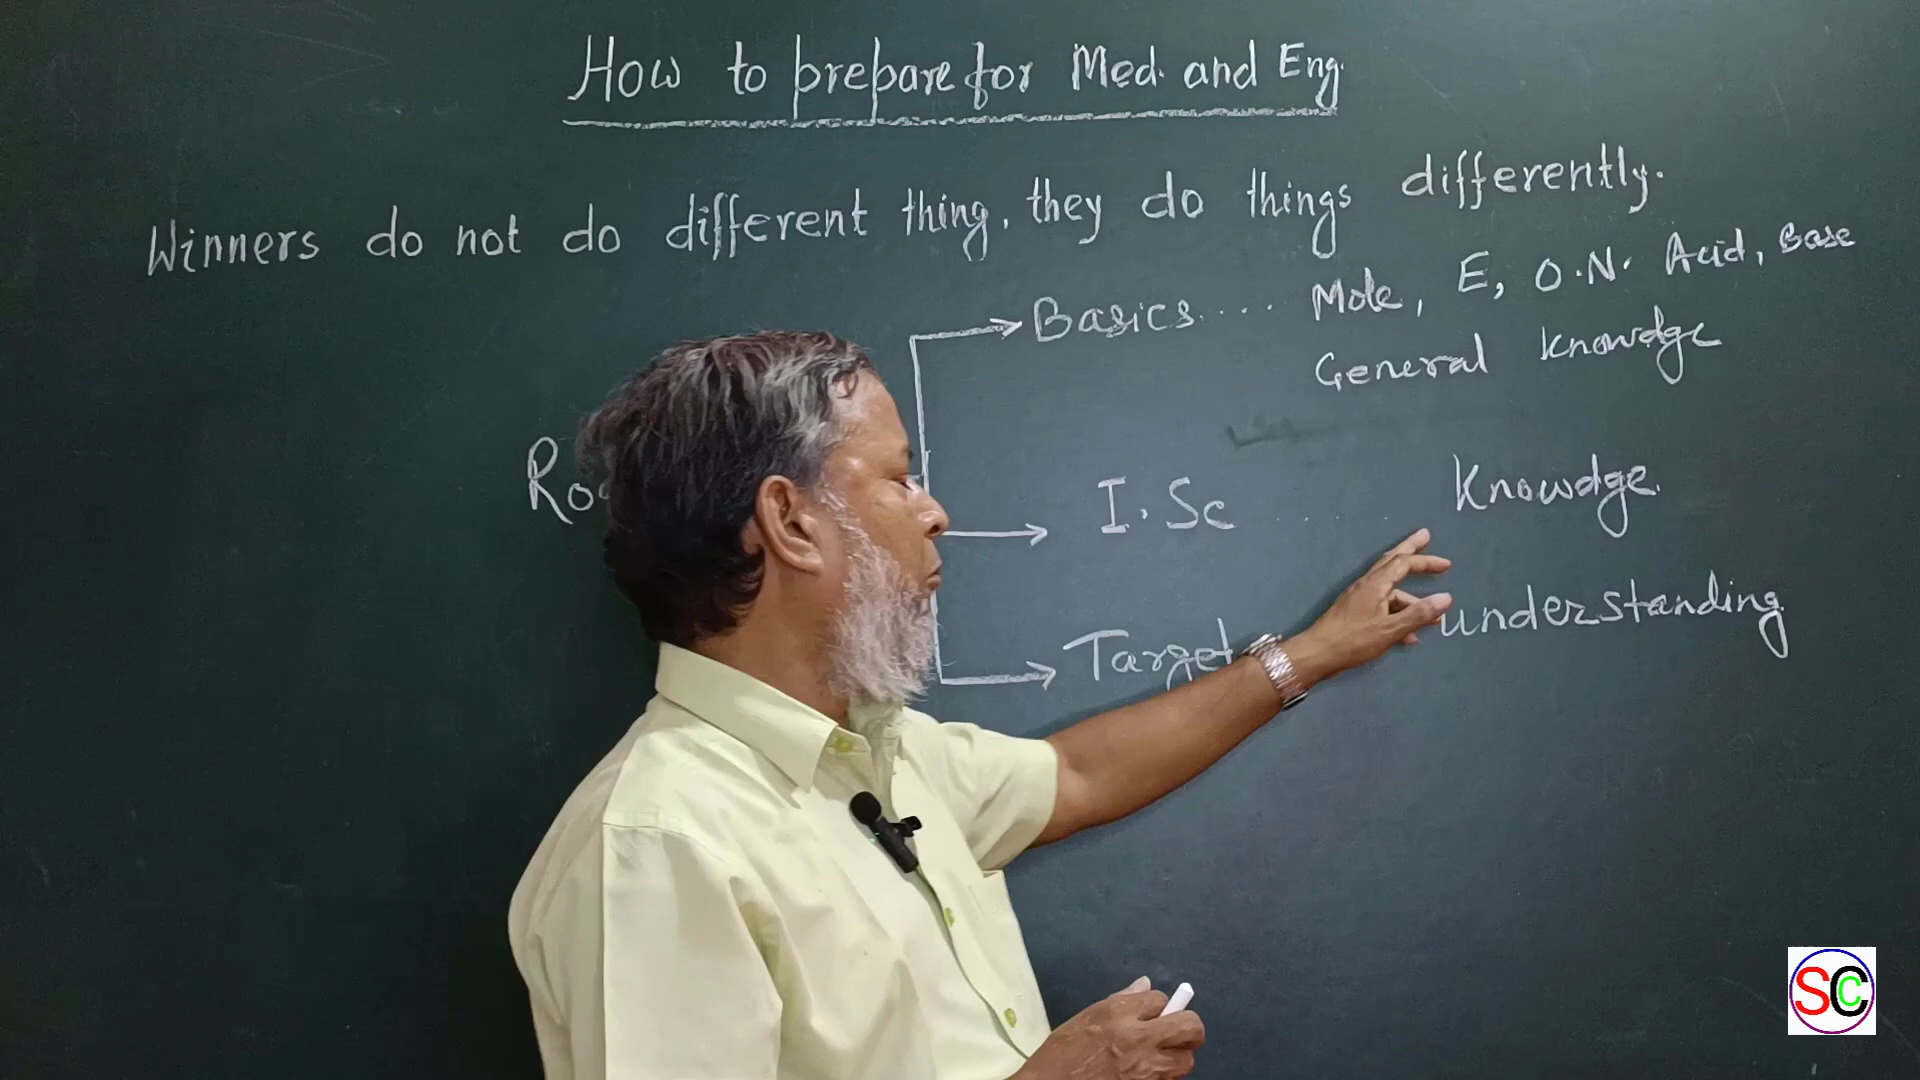 How to prepare for Med. and Eng.
Winners do not do different thing, they do things differently.
Basics .... Mole, E, O.N. Acid, Base
General Knowdge
I.Sc ..... Knowdge.
Target understanding
SC